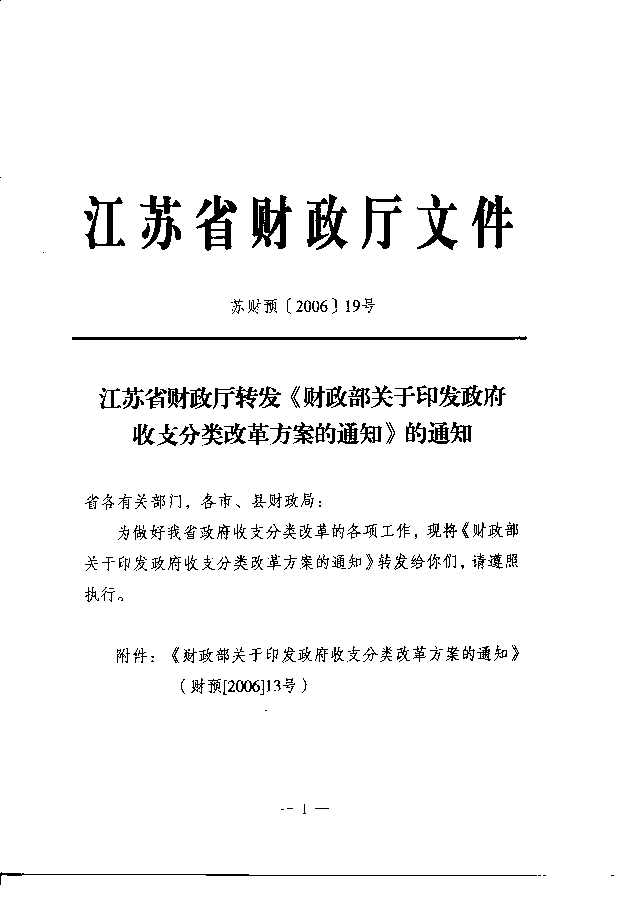 江苏省财政厅文件
苏财预〔2006〕19号
江苏省财政厅转发《财政部关于印发政府
收支分类改革方案的通知》的通知
省各有关部门，各市、县财政局：
为做好我省政府收支分类改革的各项工作，现将《财政部
关于印发政府收支分类改革方案的通知》转发给你们，请遵照
执行。
附件：《财政部关于印发政府收支分类改革方案的通知》
（财预[2006]13号）
— 1 —